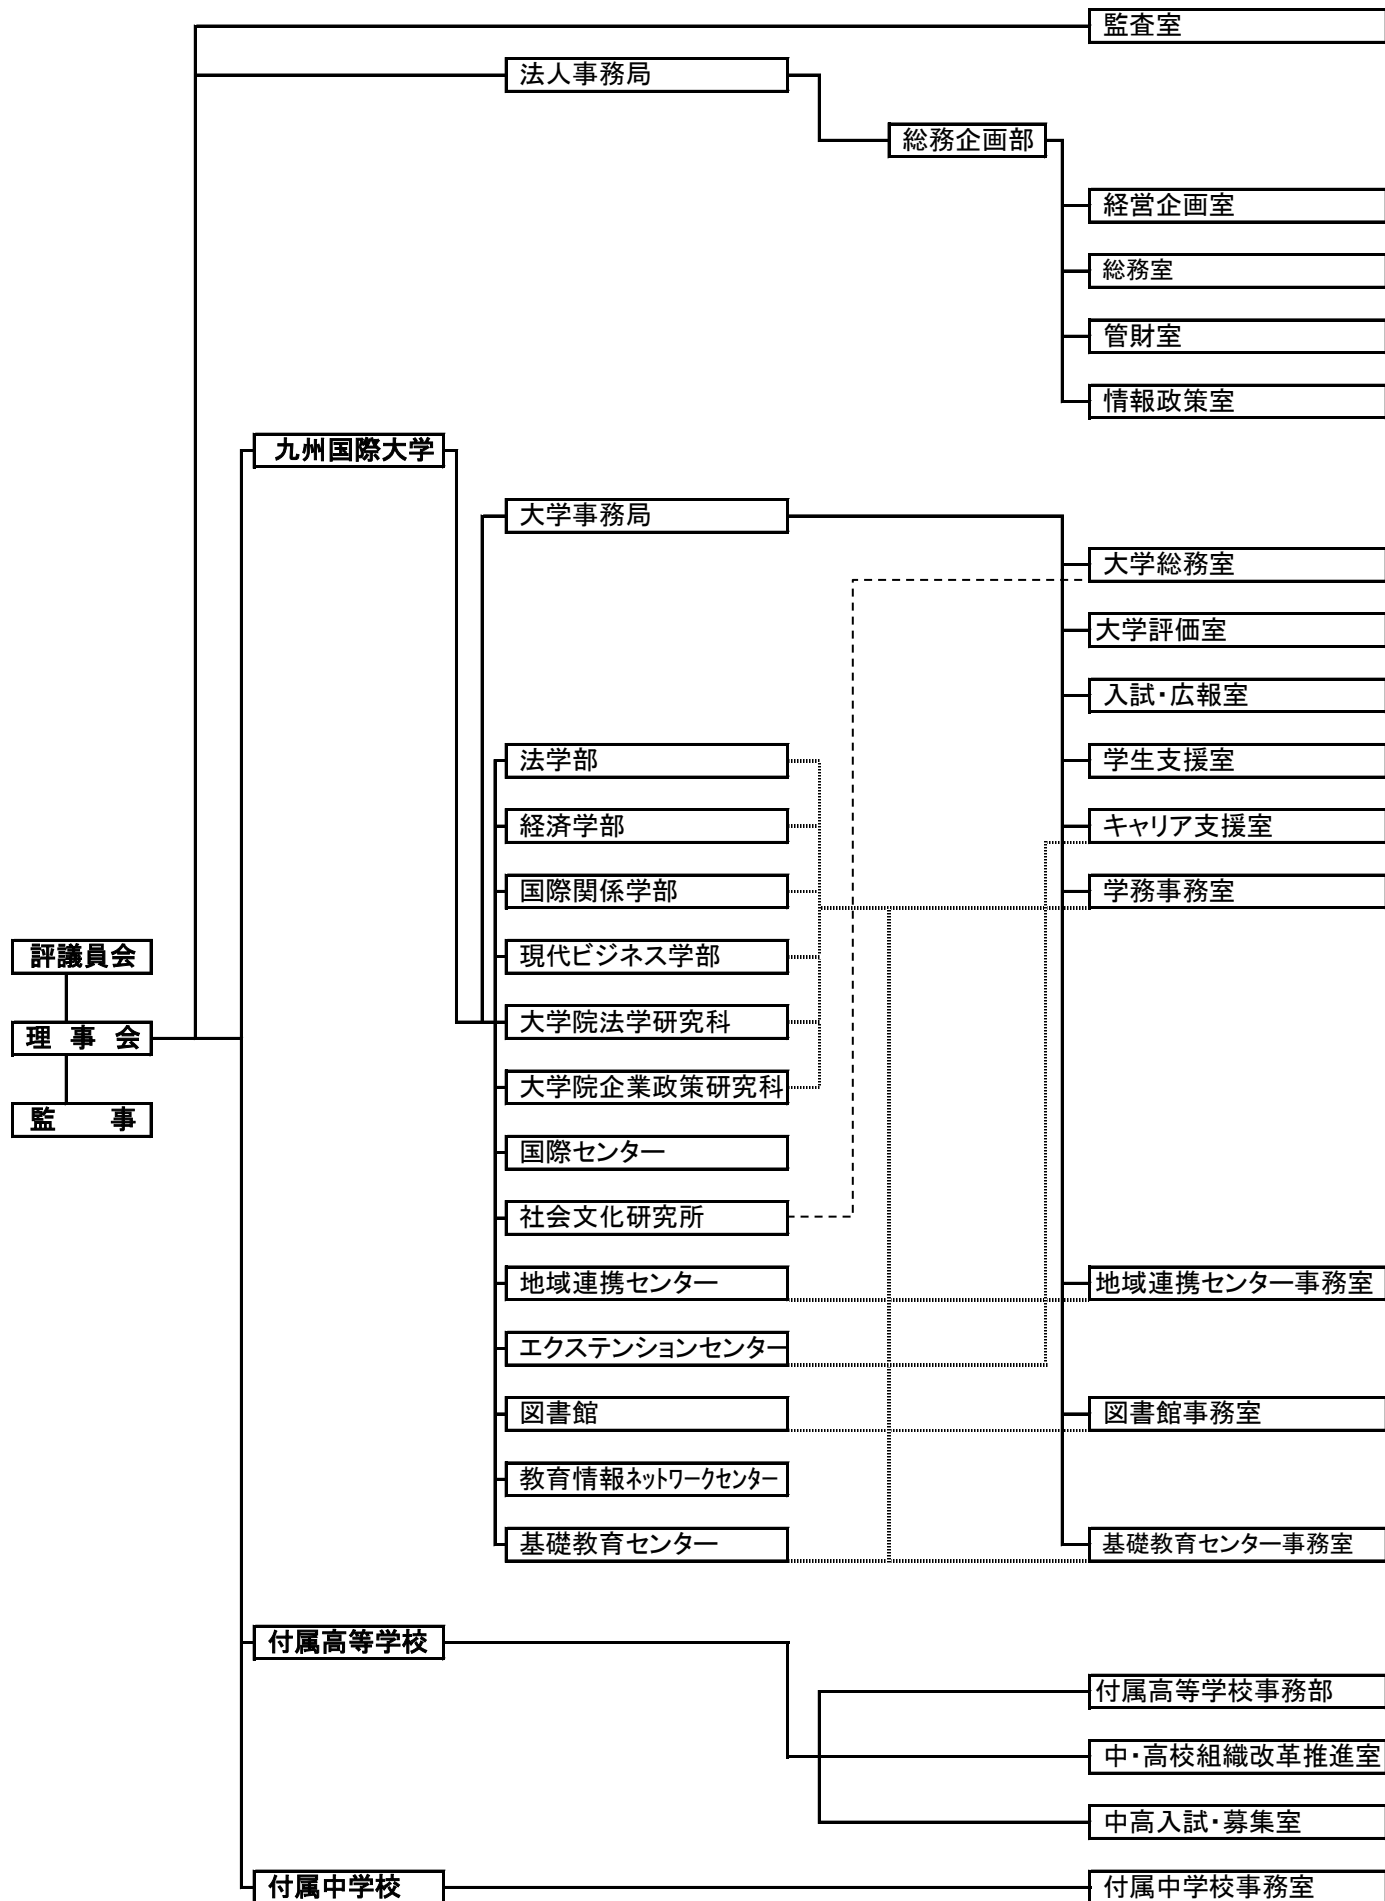 監査室
法人事務局
総務企画部
経営企画室
総務室
管財室
情報政策室
九州国際大学
大学事務局
大学総務室
大学評価室
入試・広報室
法学部
学生支援室
経済学部
キャリア支援室
国際関係学部
学務事務室
評議員会
現代ビジネス学部
大学院法学研究科
理　事　会
大学院企業政策研究科
監　　事
国際センター
社会文化研究所
地域連携センター
地域連携センター事務室
エクステンションセンター
図書館
図書館事務室
教育情報ネットワークセンター
基礎教育センター
基礎教育センター事務室
付属高等学校
付属高等学校事務部
中・高校組織改革推進室
中高入試・募集室
付属中学校
付属中学校事務室